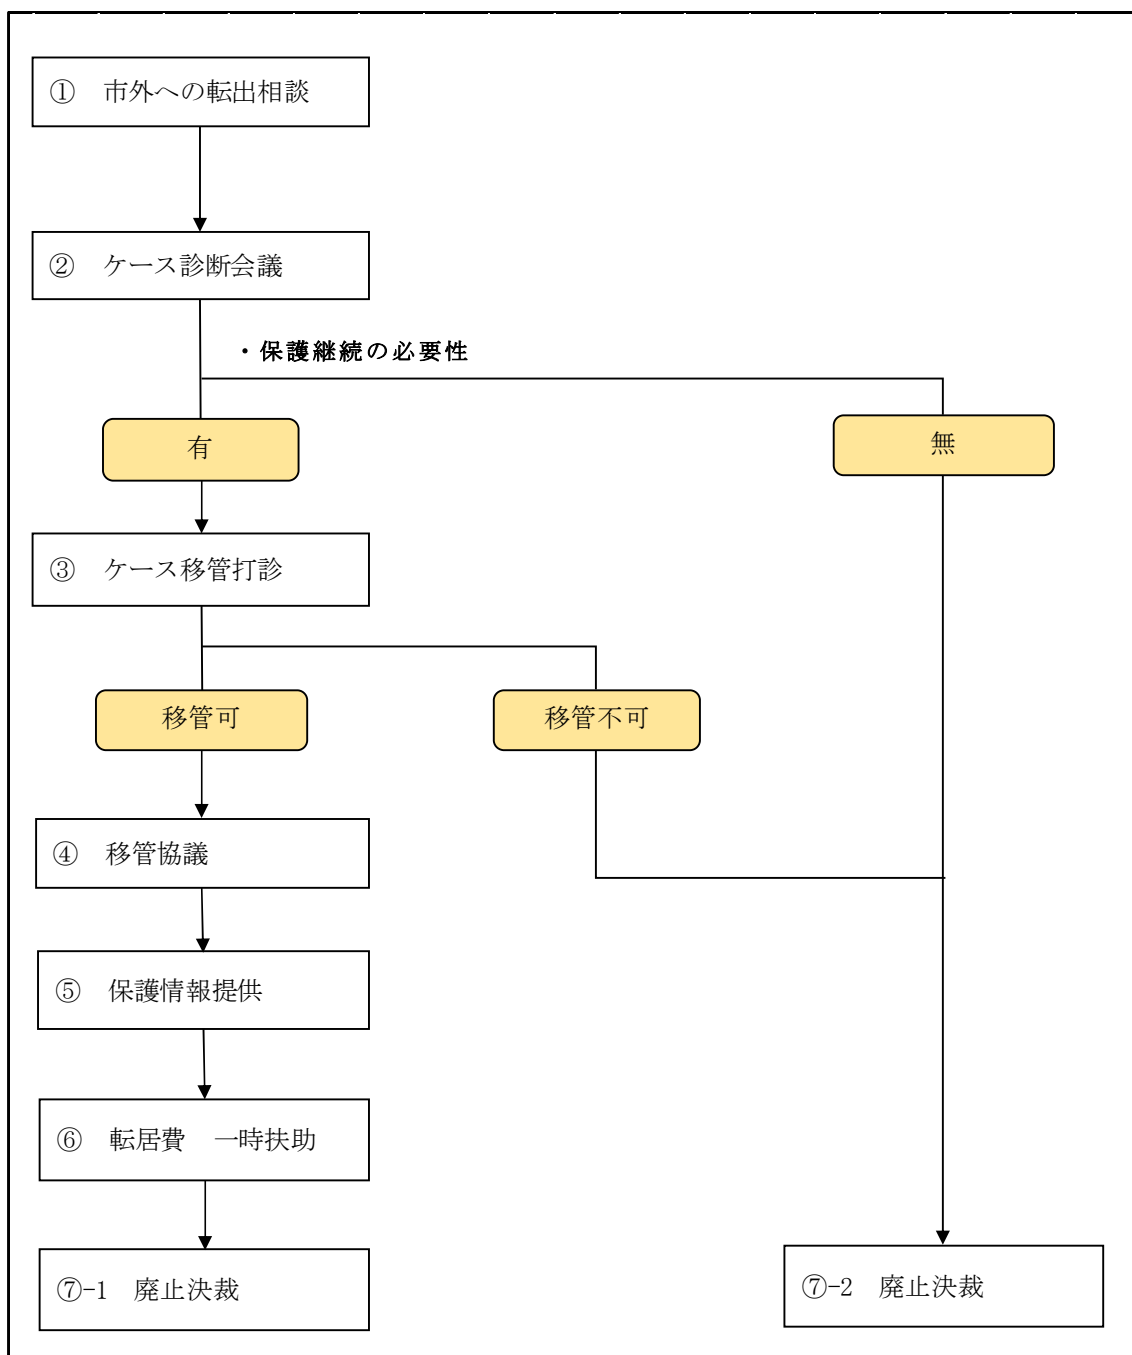 ① 市外への転出相談
② ケース診断会議
・保護継続の必要性
有
無
③ ケース移管打診
移管可
移管不可
④ 移管協議
⑤ 保護情報提供
⑥ 転居費 一時扶助
⑦-1 廃止決裁
⑦-2 廃止決裁